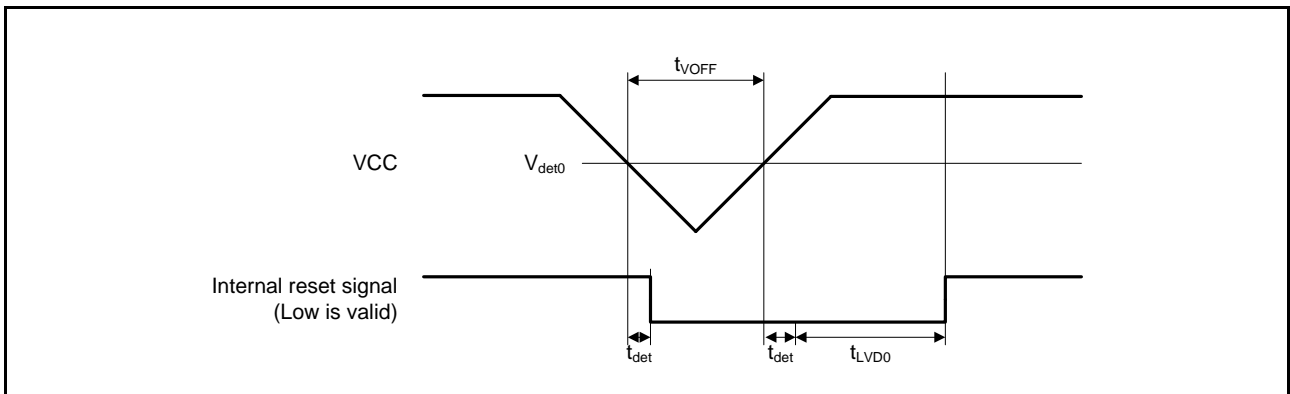 tVOFF
VCC
Vdet0
Internal reset signal
(Low is valid)
tdet
tdet
tLVD0